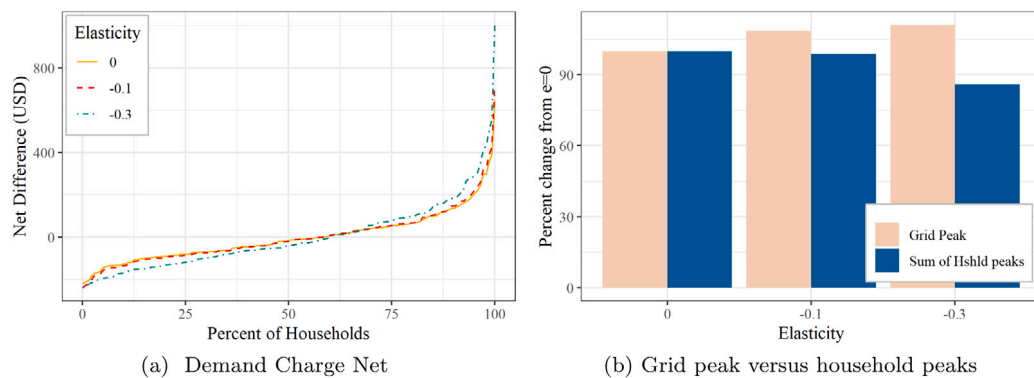 Elasticity
0
-0.1
-0.3
800
400
0
Net Difference (USD)
0
25
50
75
100
Percent of Households
(a) Demand Charge Net
90
60
30
0
Percent change from e=0
Grid Peak
Sum of Hshld peaks
0
-0.1
-0.3
Elasticity
(b) Grid peak versus household peaks